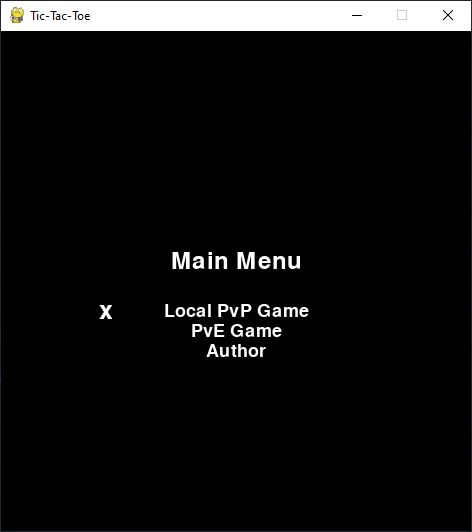 Tic-Tac-Toe
Main Menu
X Local PvP Game
PvE Game
Author